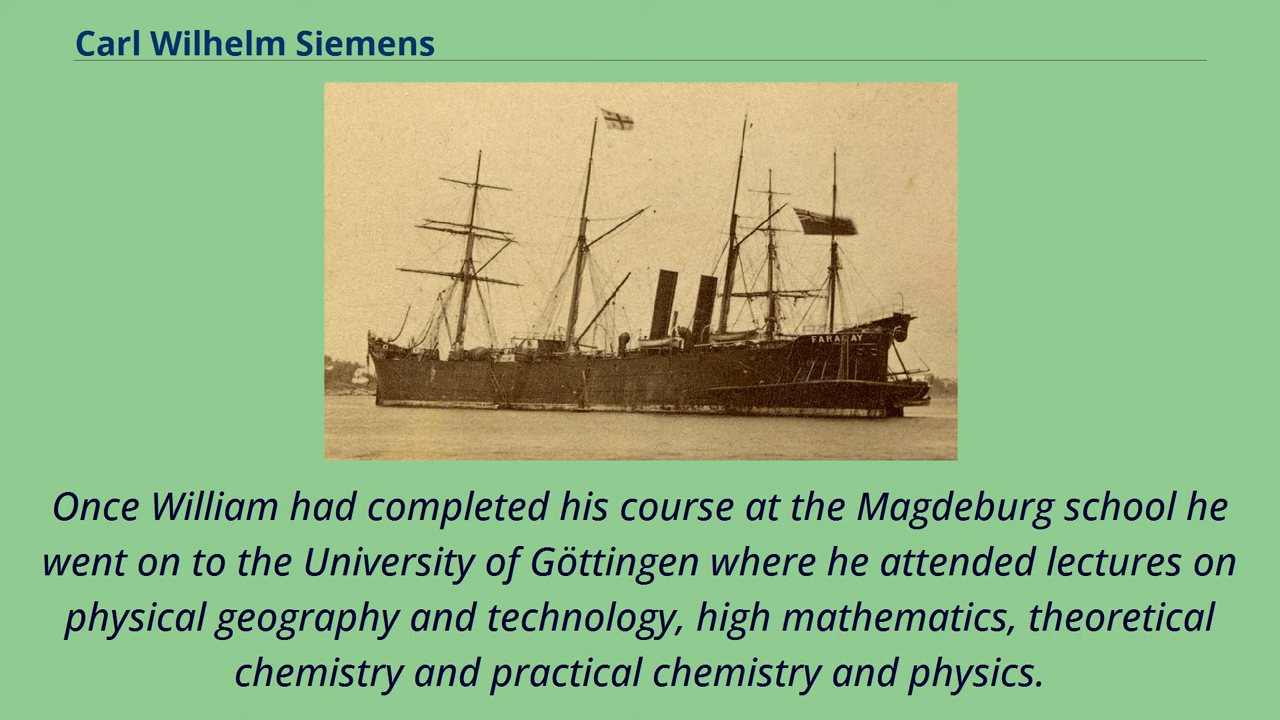 Carl Wilhelm Siemens
FARADAY
Once William had completed his course at the Magdeburg school he
went on to the University of Göttingen where he attended lectures on
physical geography and technology, high mathematics, theoretical
chemistry and practical chemistry and physics.